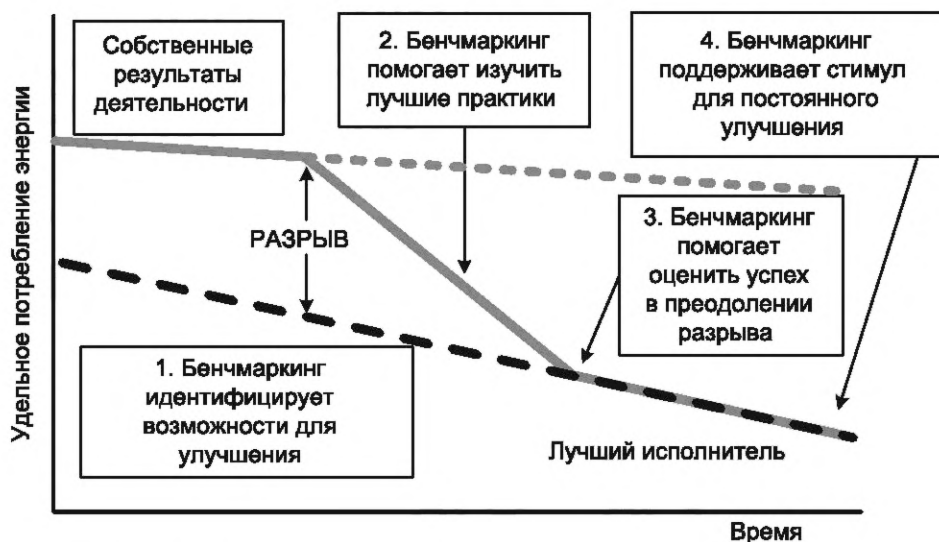 Удельное потребление энергии
Собственные
результаты
деятельности
2. Бенчмаркинг
помогает изучить
лучшие практики
4. Бенчмаркинг
поддерживает стимул
для постоянного
улучшения
РАЗРЫВ
3. Бенчмаркинг
помогает
оценить успех
в преодолении
разрыва
1. Бенчмаркинг
идентифицирует
возможности для
улучшения
Лучший исполнитель
Время